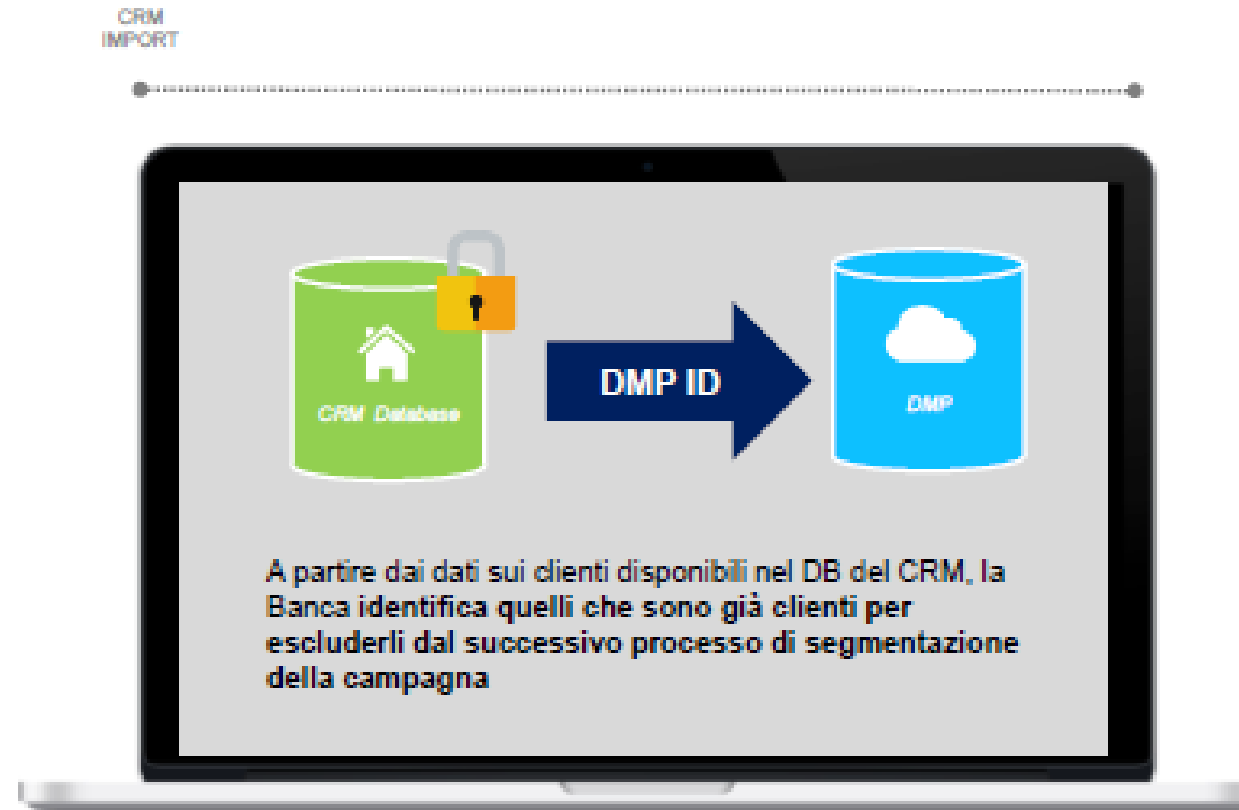 CRM
IMPORT
CRM Database
DMP ID
DMP
A partire dai dati sui clienti disponibili nel DB del CRM, la
Banca identifica quelli che sono già clienti per
escluderli dal successivo processo di segmentazione
della campagna